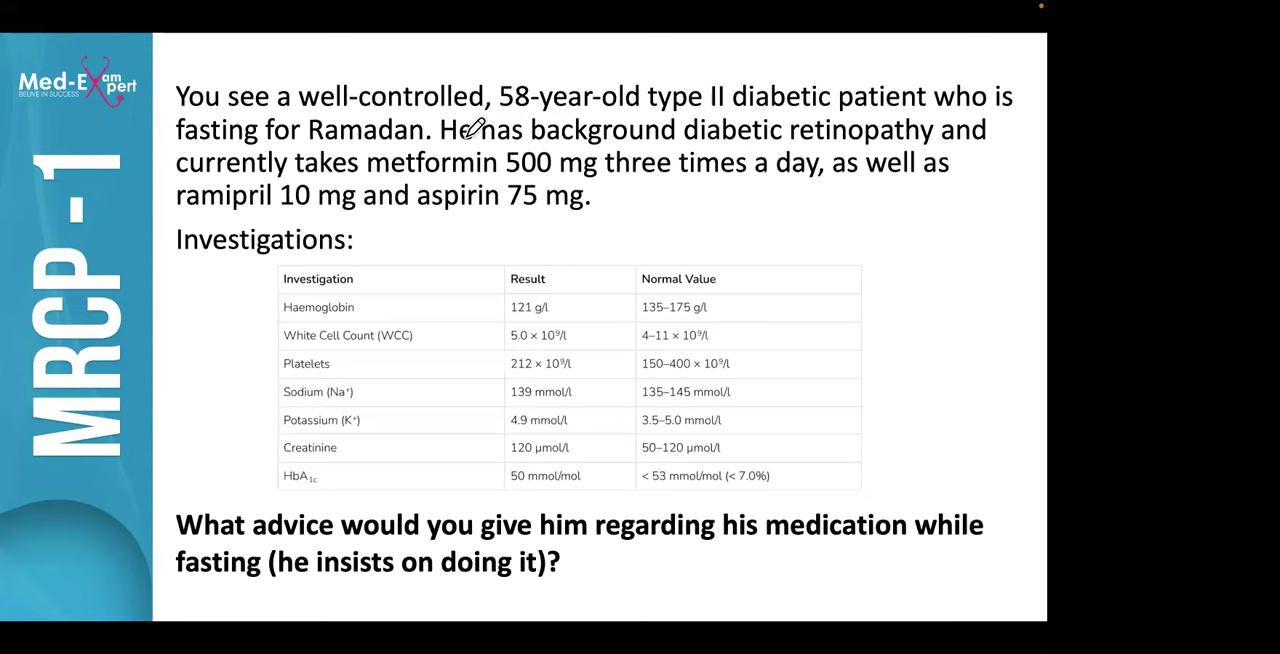 Med-Exam
pert
BELIVE IN SUCCESS
MRCP - 1
You see a well-controlled, 58-year-old type II diabetic patient who is
fasting for Ramadan. He has background diabetic retinopathy and
currently takes metformin 500 mg three times a day, as well as
ramipril 10 mg and aspirin 75 mg.
Investigations:
Investigation Result Normal Value
Haemoglobin 121 g/l 135–175 g/l
White Cell Count (WCC) 5.0 × 10⁹/l 4–11 × 10⁹/l
Platelets 212 × 10⁹/l 150–400 × 10⁹/l
Sodium (Na⁺) 139 mmol/l 135–145 mmol/l
Potassium (K⁺) 4.9 mmol/l 3.5–5.0 mmol/l
Creatinine 120 µmol/l 50–120 µmol/l
HbA₁c 50 mmol/mol < 53 mmol/mol (< 7.0%)
What advice would you give him regarding his medication while
fasting (he insists on doing it)?